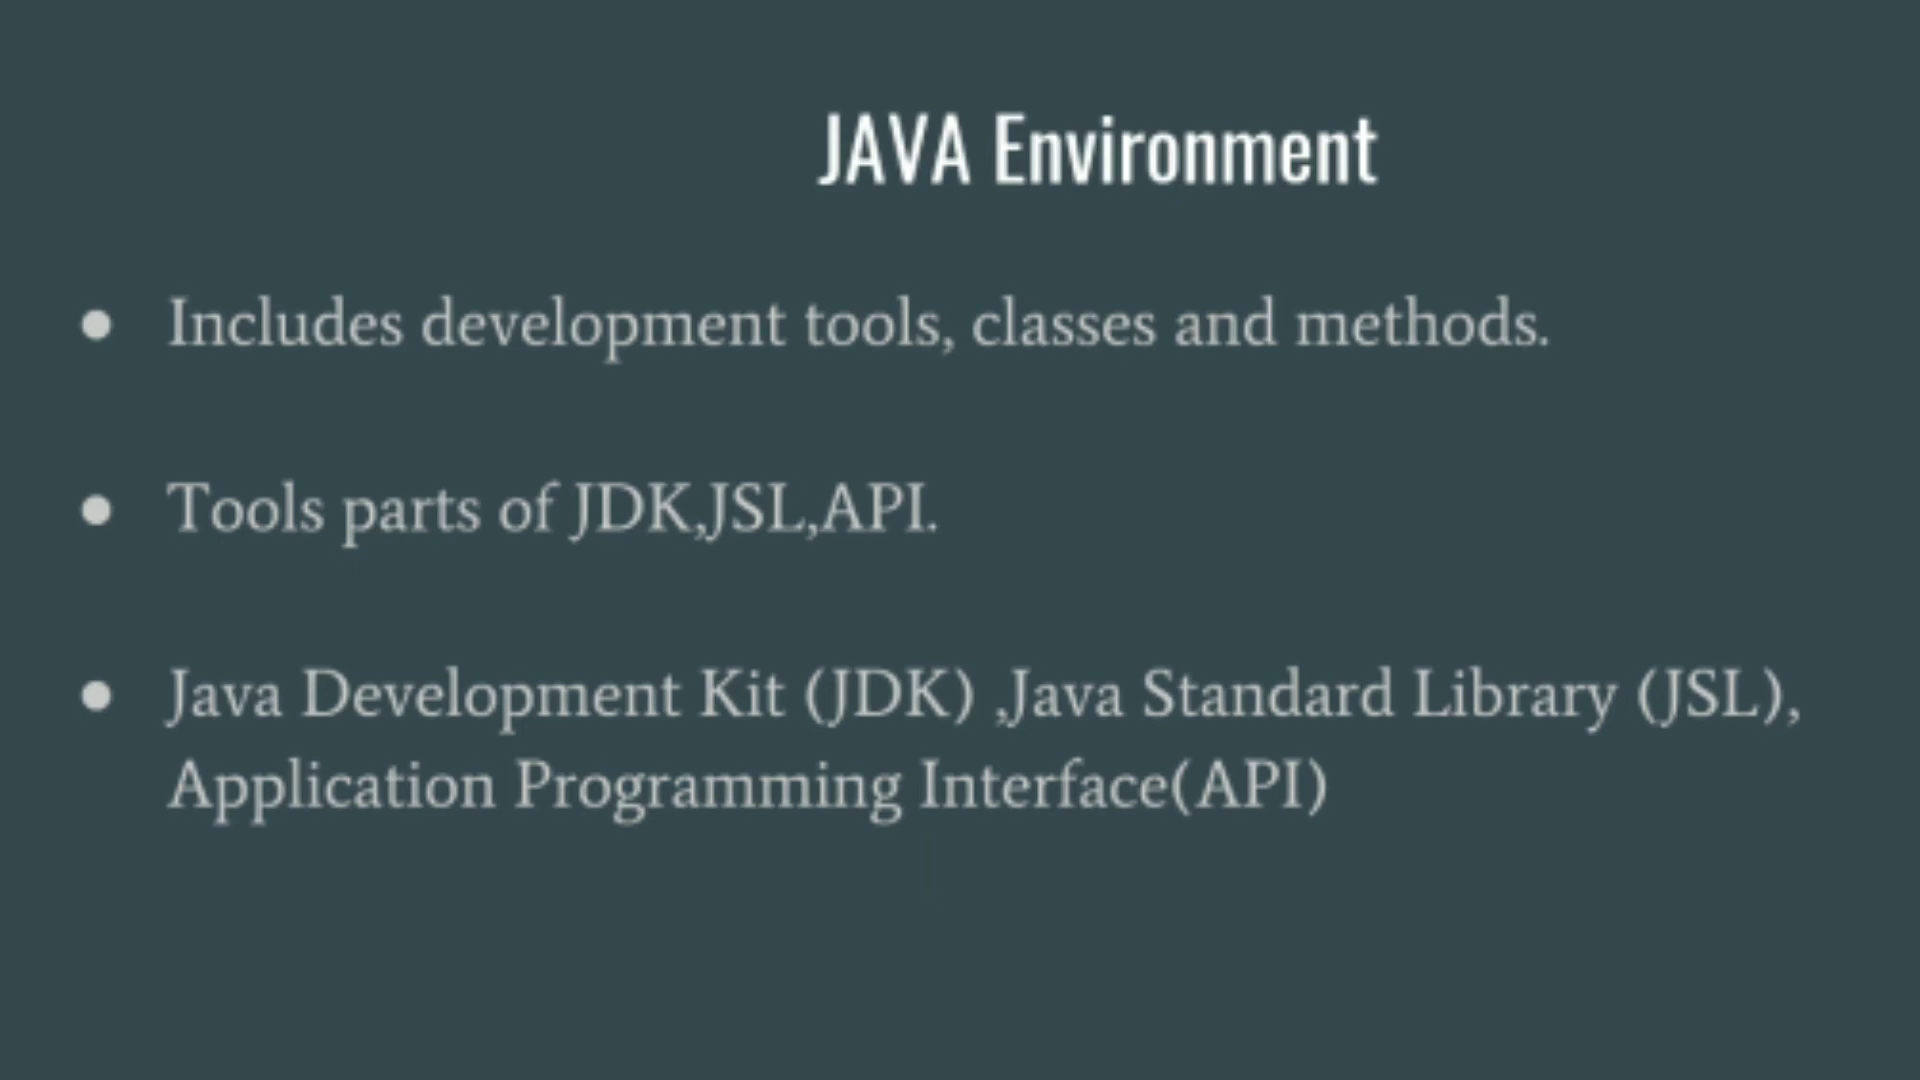 JAVA Environment
● Includes development tools, classes and methods.
● Tools parts of JDK,JSL,API.
● Java Development Kit (JDK) ,Java Standard Library (JSL),
Application Programming Interface(API)